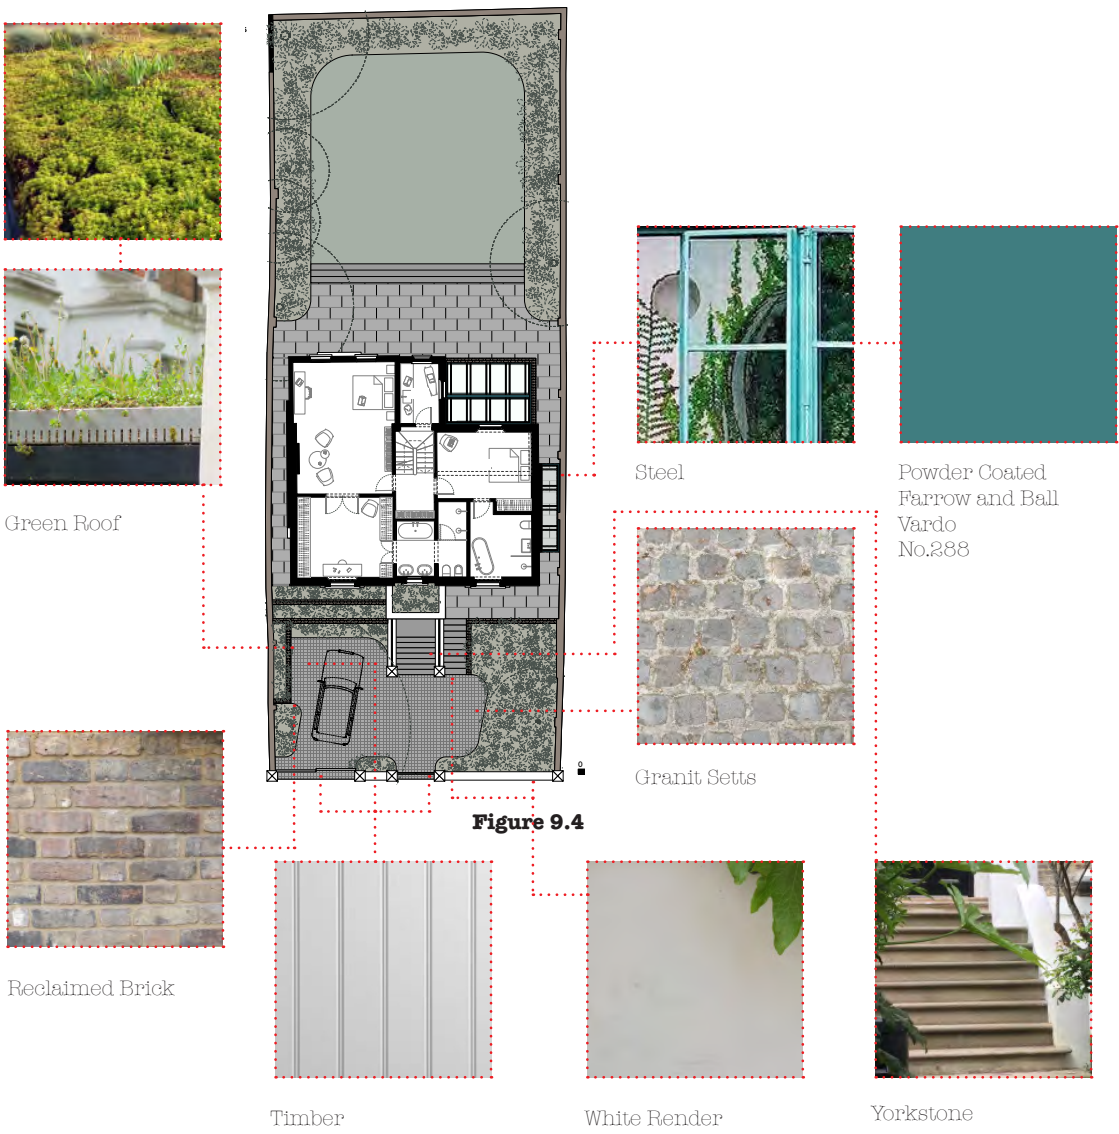 Green Roof
Steel
Powder Coated
Farrow and Ball
Vardo
No.288
Granit Setts
0
Figure 9.4
Reclaimed Brick
Timber
White Render
Yorkstone